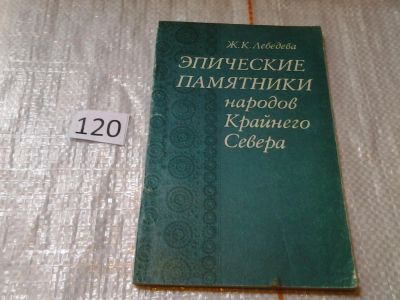 Ж. К. Лебедева
ЭПИЧЕСКИЕ
ПАМЯТНИКИ
народов
Крайнего
Севера
120